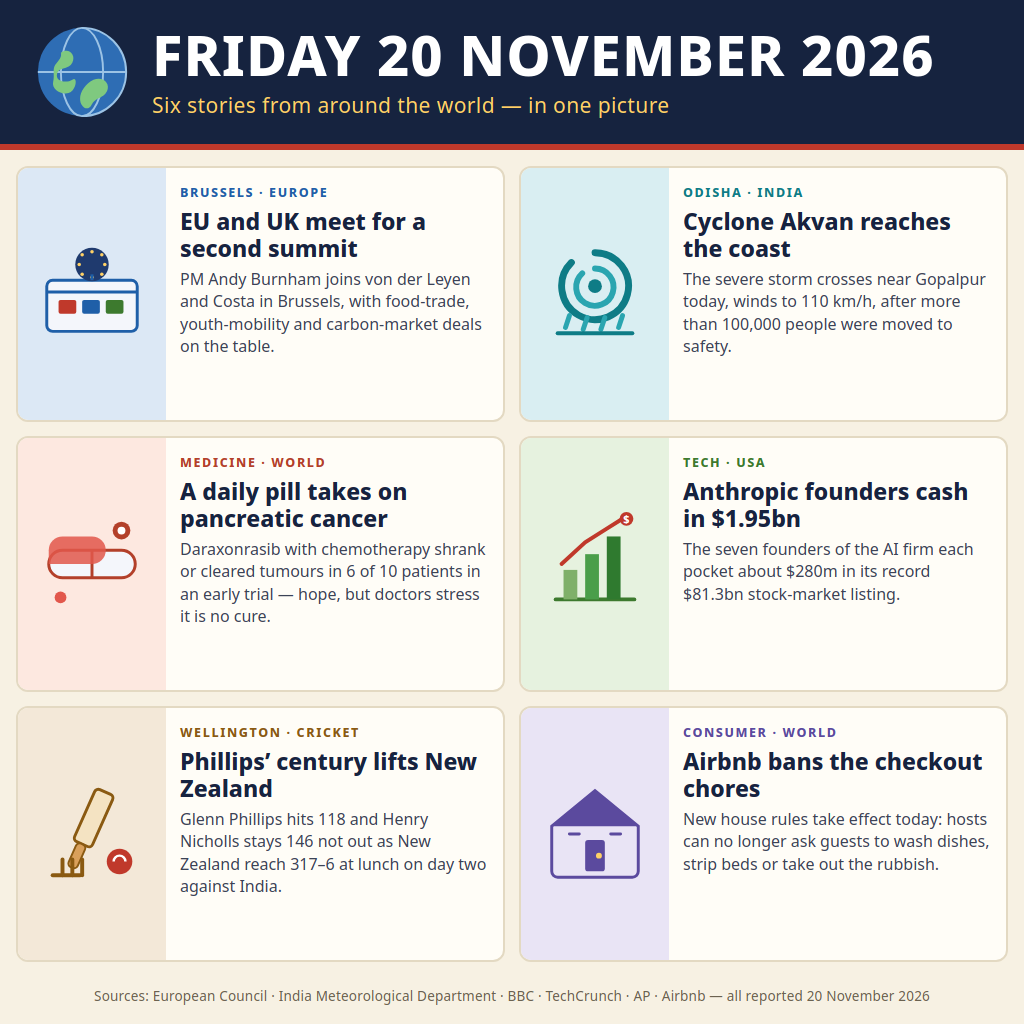 FRIDAY 20 NOVEMBER 2026
Six stories from around the world — in one picture
BRUSSELS · EUROPE
EU and UK meet for a
second summit
PM Andy Burnham joins von der Leyen
and Costa in Brussels, with food-trade,
youth-mobility and carbon-market deals
on the table.
ODISHA · INDIA
Cyclone Akvan reaches
the coast
The severe storm crosses near Gopalpur
today, winds to 110 km/h, after more
than 100,000 people were moved to
safety.
MEDICINE · WORLD
A daily pill takes on
pancreatic cancer
Daraxonrasib with chemotherapy shrank
or cleared tumours in 6 of 10 patients in
an early trial — hope, but doctors stress
it is no cure.
TECH · USA
Anthropic founders cash
in $1.95bn
The seven founders of the AI firm each
pocket about $280m in its record
$81.3bn stock-market listing.
$
WELLINGTON · CRICKET
Phillips’ century lifts New
Zealand
Glenn Phillips hits 118 and Henry
Nicholls stays 146 not out as New
Zealand reach 317–6 at lunch on day two
against India.
CONSUMER · WORLD
Airbnb bans the checkout
chores
New house rules take effect today: hosts
can no longer ask guests to wash dishes,
strip beds or take out the rubbish.
Sources: European Council · India Meteorological Department · BBC · TechCrunch · AP · Airbnb — all reported 20 November 2026